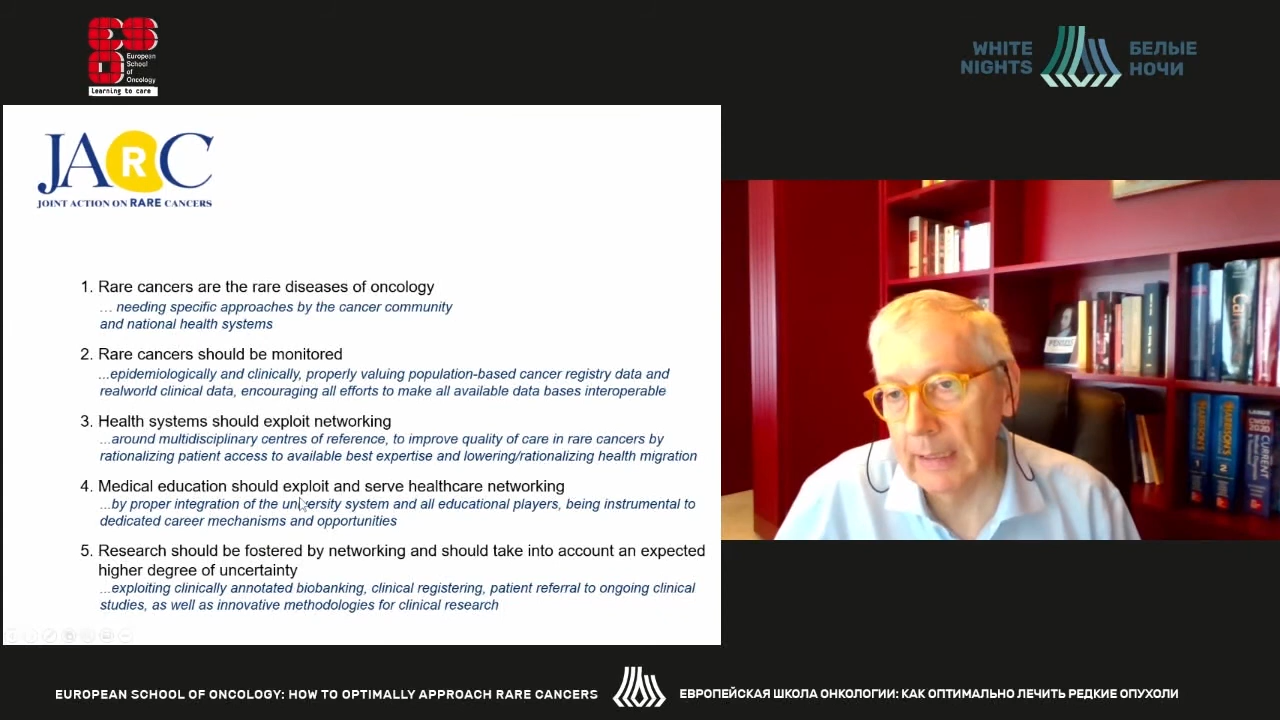 ESO
European
School
of
Oncology
Learning to care
WHITE
NIGHTS
БЕЛЫЕ
НОЧИ
JARC
JOINT ACTION ON RARE CANCERS
1. Rare cancers are the rare diseases of oncology
... needing specific approaches by the cancer community
and national health systems
2. Rare cancers should be monitored
...epidemiologically and clinically, properly valuing population-based cancer registry data and
realworld clinical data, encouraging all efforts to make all available data bases interoperable
3. Health systems should exploit networking
...around multidisciplinary centres of reference, to improve quality of care in rare cancers by
rationalizing patient access to available best expertise and lowering/rationalizing health migration
4. Medical education should exploit and serve healthcare networking
...by proper integration of the university system and all educational players, being instrumental to
dedicated career mechanisms and opportunities
5. Research should be fostered by networking and should take into account an expected
higher degree of uncertainty
...exploiting clinically annotated biobanking, clinical registering, patient referral to ongoing clinical
studies, as well as innovative methodologies for clinical research
HARRISON'S
1
HARRISON'S
2
LANGE
CMDT
2020
CURRENT
EUROPEAN SCHOOL OF ONCOLOGY: HOW TO OPTIMALLY APPROACH RARE CANCERS
ЕВРОПЕЙСКАЯ ШКОЛА ОНКОЛОГИИ: КАК ОПТИМАЛЬНО ЛЕЧИТЬ РЕДКИЕ ОПУХОЛИ